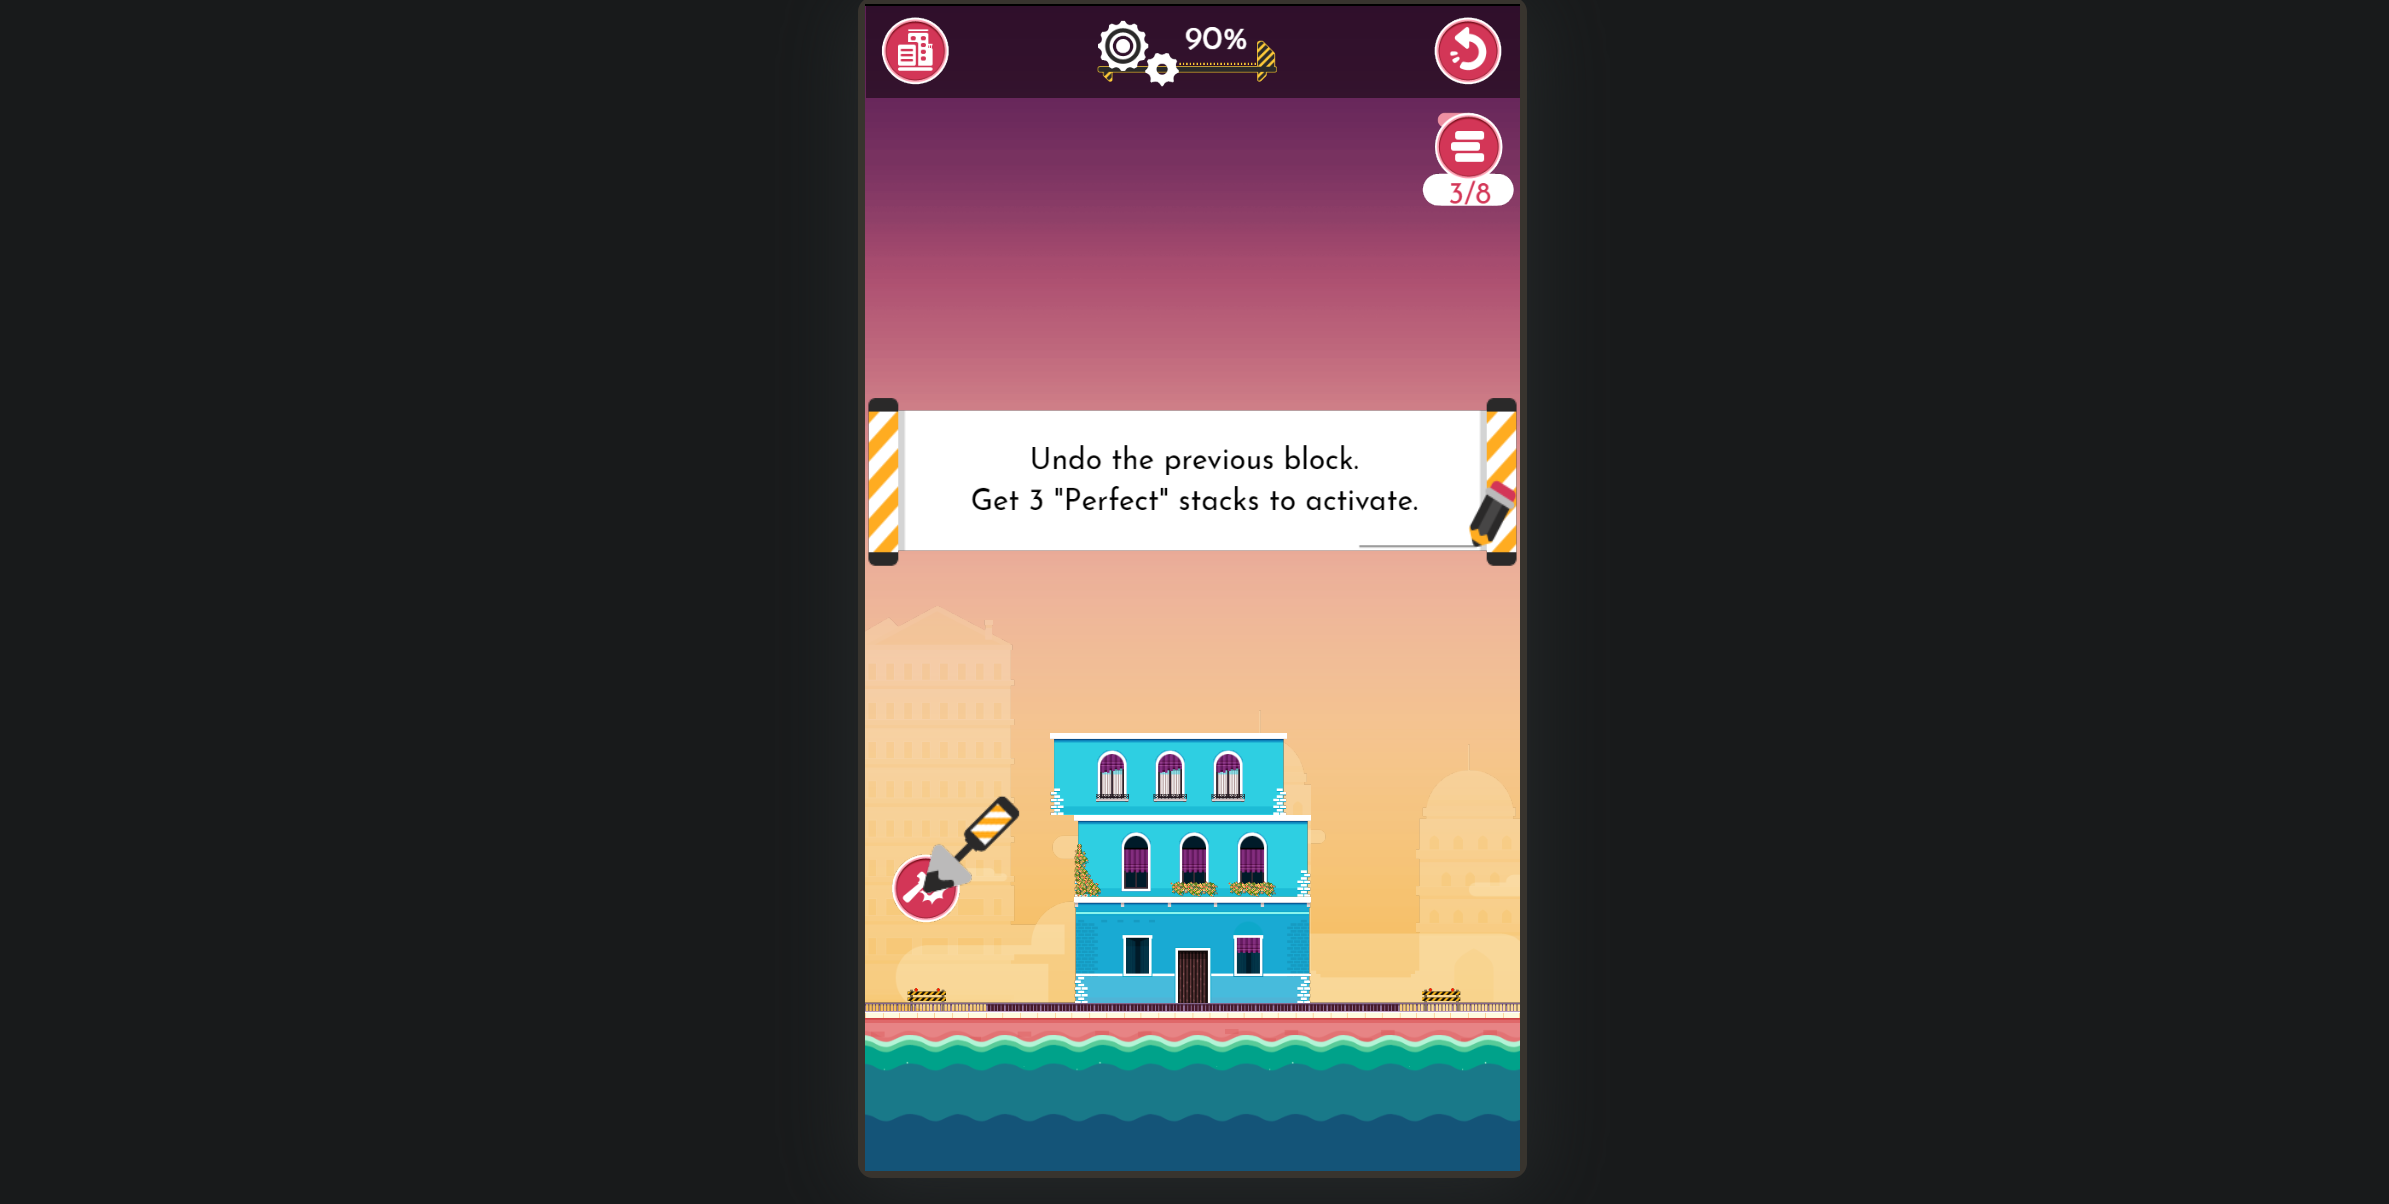 90%
3/8
Undo the previous block.
Get 3 "Perfect" stacks to activate.